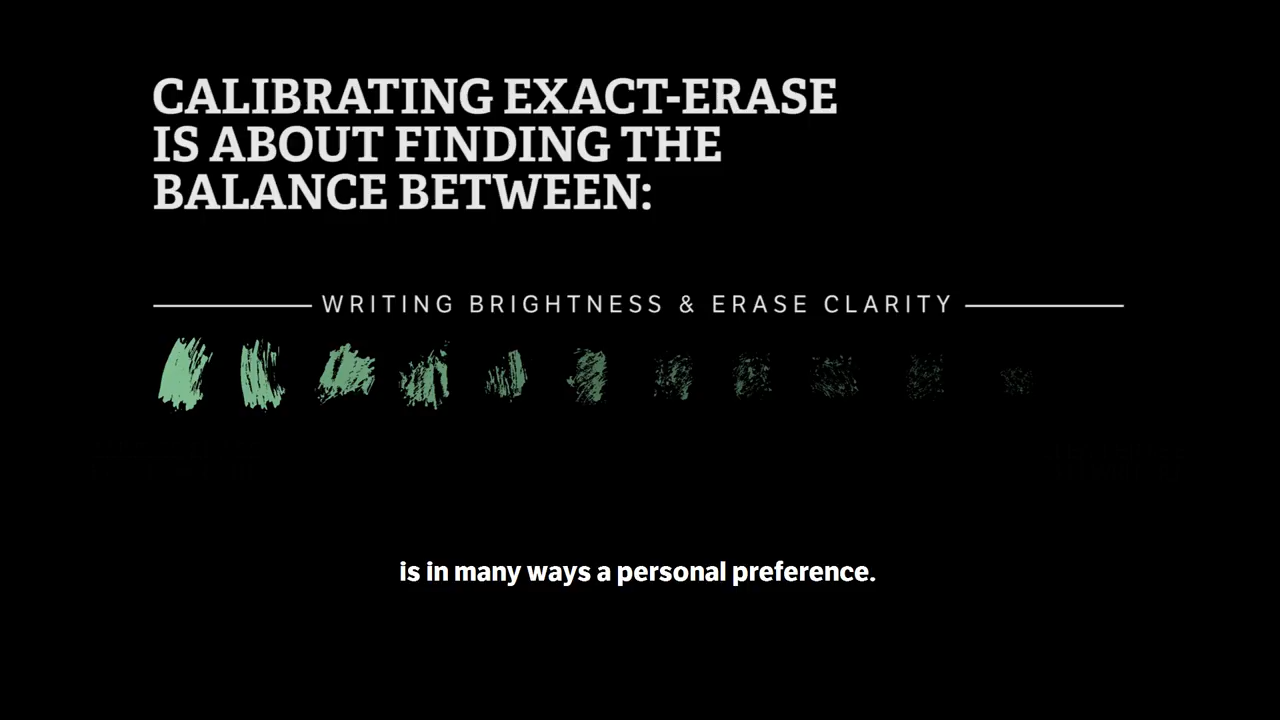 CALIBRATING EXACT-ERASE
IS ABOUT FINDING THE
BALANCE BETWEEN:
WRITING BRIGHTNESS & ERASE CLARITY
is in many ways a personal preference.